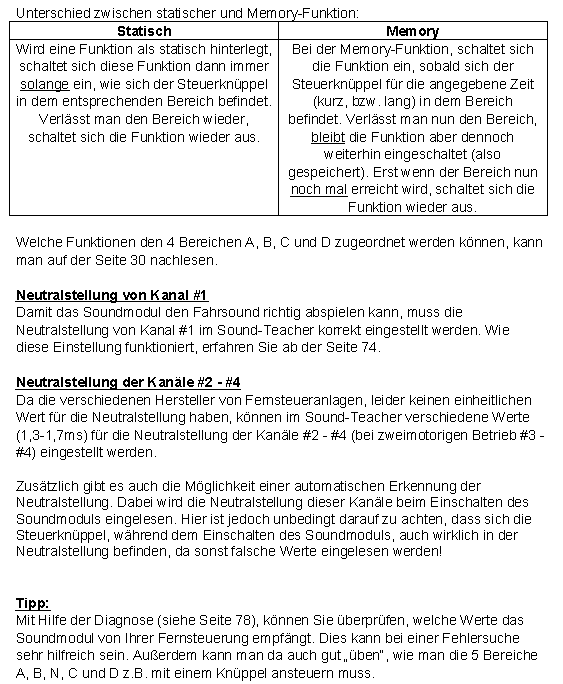 Unterschied zwischen statischer und Memory-Funktion:
Statisch
Wird eine Funktion als statisch hinterlegt,
schaltet sich diese Funktion dann immer
solange ein, wie sich der Steuerknüppel
in dem entsprechenden Bereich befindet.
Verlässt man den Bereich wieder,
schaltet sich die Funktion wieder aus.
Memory
Bei der Memory-Funktion, schaltet sich
die Funktion ein, sobald sich der
Steuerknüppel für die angegebene Zeit
(kurz, bzw. lang) in dem Bereich
befindet. Verlässt man nun den Bereich,
bleibt die Funktion aber dennoch
weiterhin eingeschaltet (also
gespeichert). Erst wenn der Bereich nun
noch mal erreicht wird, schaltet sich die
Funktion wieder aus.
Welche Funktionen den 4 Bereichen A, B, C und D zugeordnet werden können, kann
man auf der Seite 30 nachlesen.
Neutralstellung von Kanal #1
Damit das Soundmodul den Fahrsound richtig abspielen kann, muss die
Neutralstellung von Kanal #1 im Sound-Teacher korrekt eingestellt werden. Wie
diese Einstellung funktioniert, erfahren Sie ab der Seite 74.
Neutralstellung der Kanäle #2 - #4
Da die verschiedenen Hersteller von Fernsteueranlagen, leider keinen einheitlichen
Wert für die Neutralstellung haben, können im Sound-Teacher verschiedene Werte
(1,3-1,7ms) für die Neutralstellung der Kanäle #2 - #4 (bei zweimotorigen Betrieb #3 -
#4) eingestellt werden.
Zusätzlich gibt es auch die Möglichkeit einer automatischen Erkennung der
Neutralstellung. Dabei wird die Neutralstellung dieser Kanäle beim Einschalten des
Soundmoduls eingelesen. Hier ist jedoch unbedingt darauf zu achten, dass sich die
Steuerknüppel, während dem Einschalten des Soundmoduls, auch wirklich in der
Neutralstellung befinden, da sonst falsche Werte eingelesen werden!
Tipp:
Mit Hilfe der Diagnose (siehe Seite 78), können Sie überprüfen, welche Werte das
Soundmodul von Ihrer Fernsteuerung empfängt. Dies kann bei einer Fehlersuche
sehr hilfreich sein. Außerdem kann man da auch gut „üben“, wie man die 5 Bereiche
A, B, N, C und D z.B. mit einem Knüppel ansteuern muss.